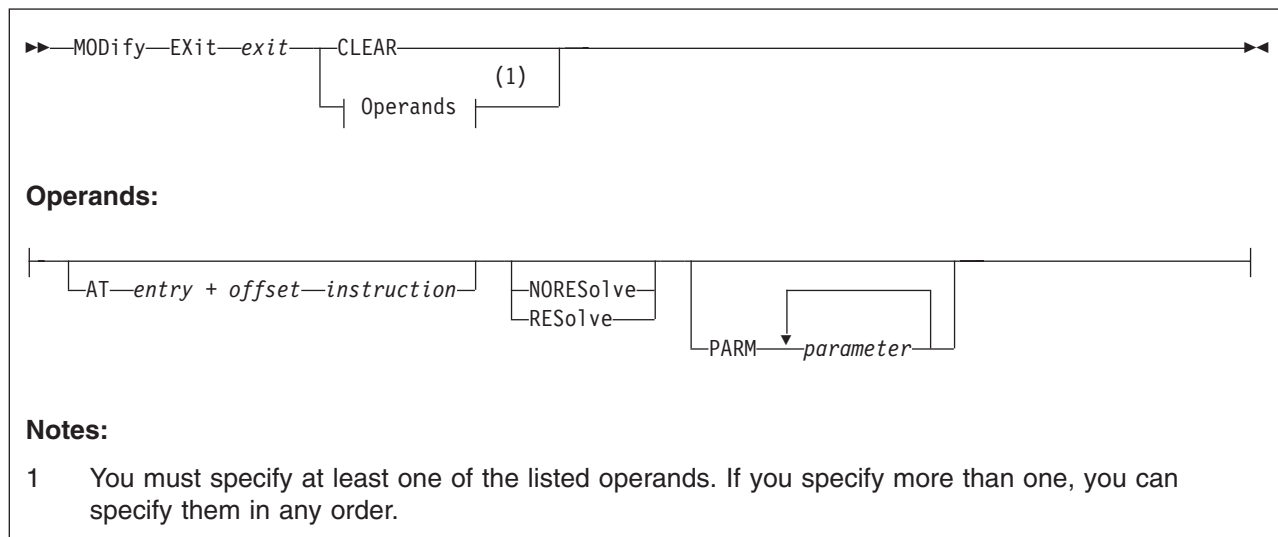 MODify EXit exit CLEAR
(1)
Operands
Operands:
AT entry + offset instruction NORESolve
RESolve
PARM parameter
Notes:
1 You must specify at least one of the listed operands. If you specify more than one, you can
specify them in any order.